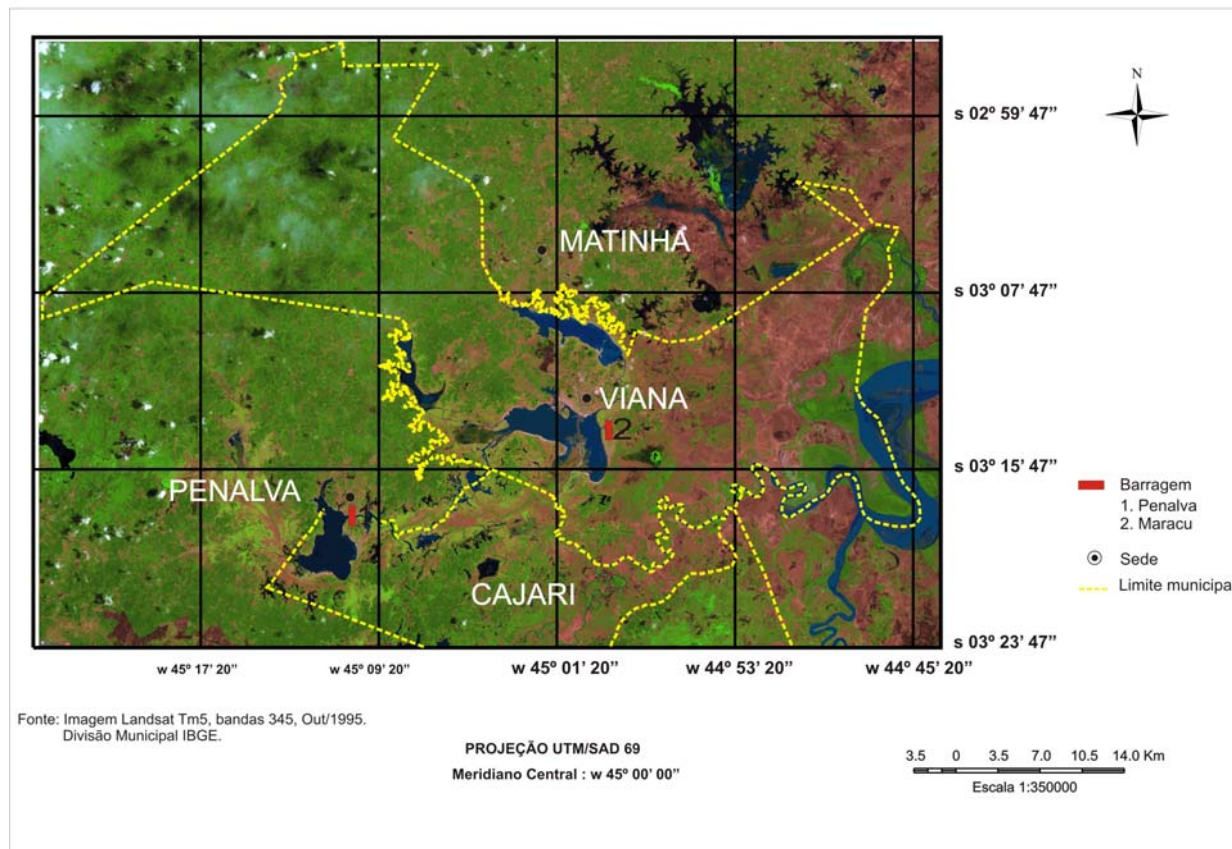 N
s 02º 59' 47”
MATINHA
s 03º 07' 47”
VIANA
2
s 03º 15' 47”
PENALVA
Barragem
1. Penalva
2. Maracu
Sede
CAJARI
Limite municipa
s 03º 23' 47”
w 45º 17' 20”
w 45º 09' 20”
w 45º 01' 20”
w 44º 53' 20”
w 44º 45' 20”
Fonte: Imagem Landsat Tm5, bandas 345, Out/1995.
Divisão Municipal IBGE.
PROJEÇÃO UTM/SAD 69
Meridiano Central : w 45º 00' 00”
3.5 0 3.5 7.0 10.5 14.0 Km
Escala 1:350000